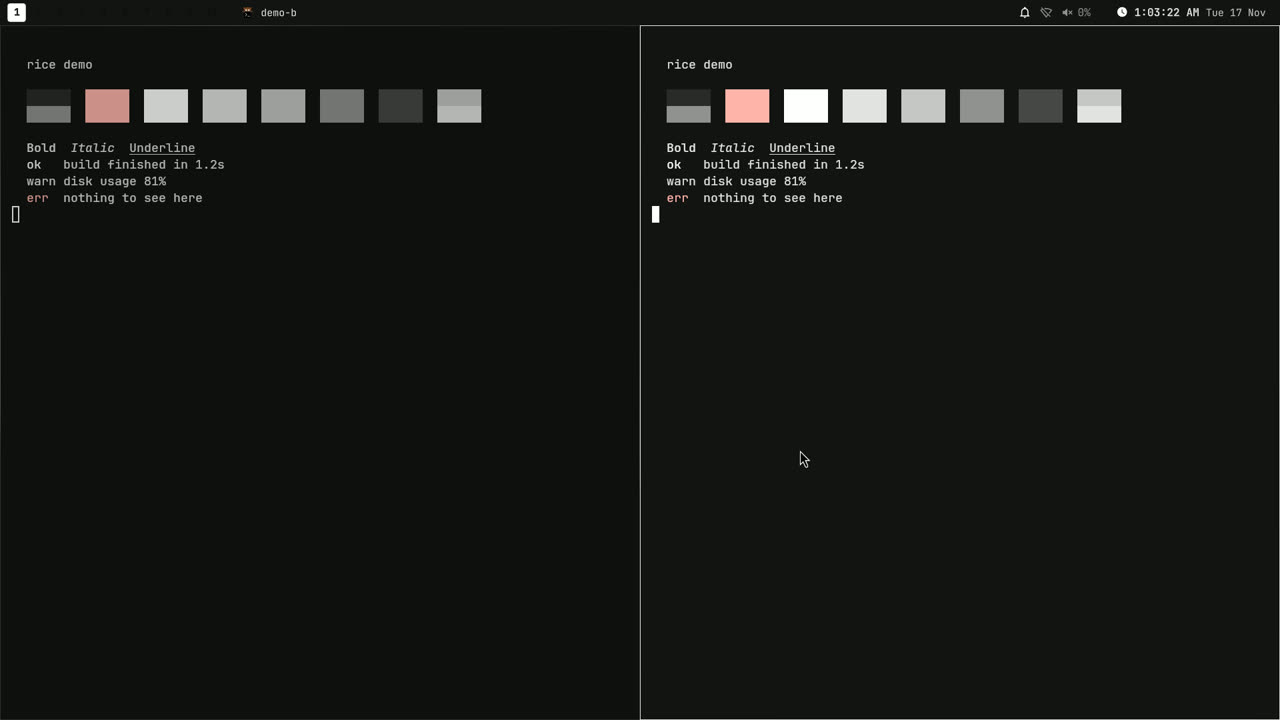 1 demo-b 0% 1:03:22 AM Tue 17 Nov
rice demo
Bold Italic Underline
ok build finished in 1.2s
warn disk usage 81%
err nothing to see here
rice demo
Bold Italic Underline
ok build finished in 1.2s
warn disk usage 81%
err nothing to see here